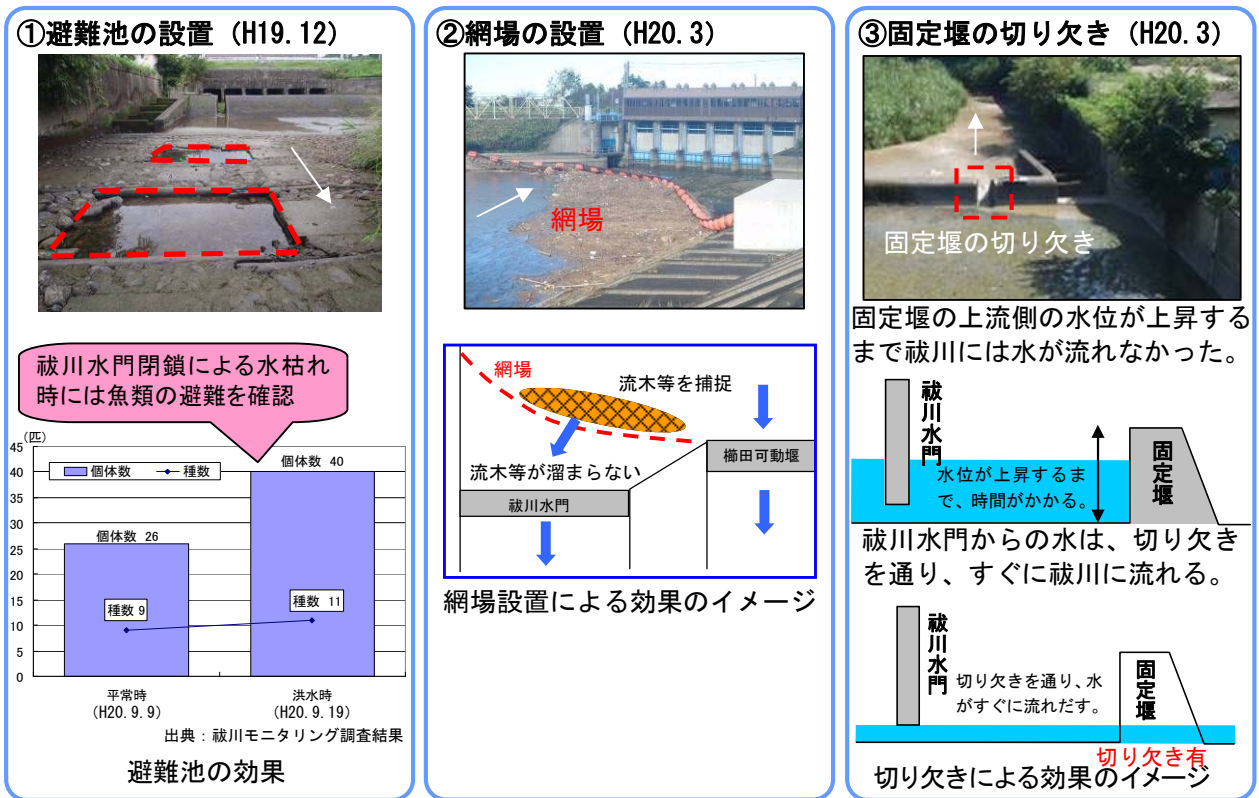 ①避難池の設置 (H19.12)
祓川水門閉鎖による水枯れ
時には魚類の避難を確認
(匹)
45
40
35
30
25
20
15
10
5
0
個体数 種数
個体数 26
個体数 40
種数 9
種数 11
平常時
(H20.9.9)
洪水時
(H20.9.19)
出典：祓川モニタリング調査結果
避難池の効果
②網場の設置 (H20.3)
網場
網場
流木等を捕捉
流木等が溜まらない
櫛田可動堰
祓川水門
網場設置による効果のイメージ
③固定堰の切り欠き (H20.3)
固定堰の切り欠き
固定堰の上流側の水位が上昇する
まで祓川には水が流れなかった。
祓川水門
水位が上昇するま
で、時間がかかる。
固定堰
祓川水門からの水は、切り欠き
を通り、すぐに祓川に流れる。
祓川水門
切り欠きを通り、水
がすぐに流れだす。
固定堰
切り欠き有
切り欠きによる効果のイメージ